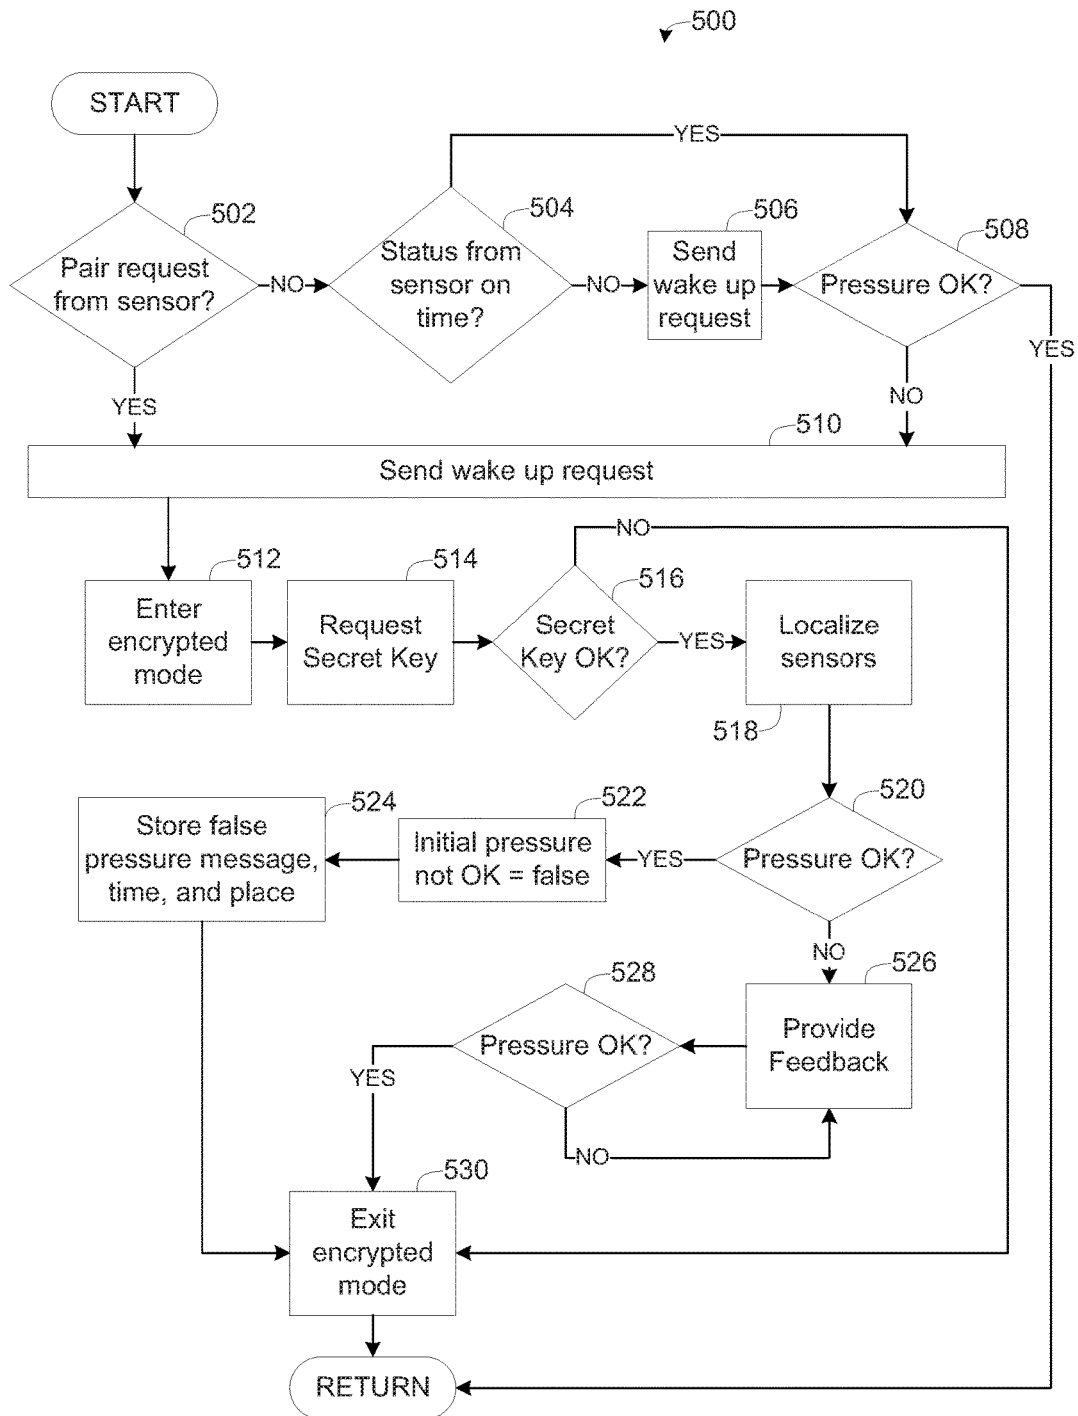 500
START
YES
502
504
506
508
Pair request
from sensor?
NO
Status from
sensor on
time?
NO
Send
wake up
request
Pressure OK?
YES
YES
NO
510
Send wake up request
NO
512
514
516
Enter
encrypted
mode
Request
Secret Key
Secret
Key OK?
YES
Localize
sensors
518
520
522
524
Store false
pressure message,
time, and place
Initial pressure
not OK = false
YES
Pressure OK?
NO
526
528
Pressure OK?
Provide
Feedback
YES
NO
530
Exit
encrypted
mode
RETURN